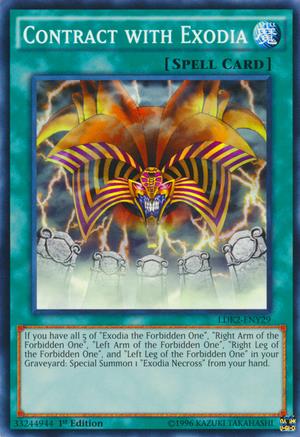 CONTRACT WITH EXODIA
魔
[SPELL CARD]
LDK2-ENY29
If you have all 5 of "Exodia the Forbidden One", "Right Arm of the
Forbidden One", "Left Arm of the Forbidden One", "Right Leg of
the Forbidden One", and "Left Leg of the Forbidden One" in your
Graveyard: Special Summon 1 "Exodia Necross" from your hand.
33244944 1st Edition ©1996 KAZUKI TAKAHASHI